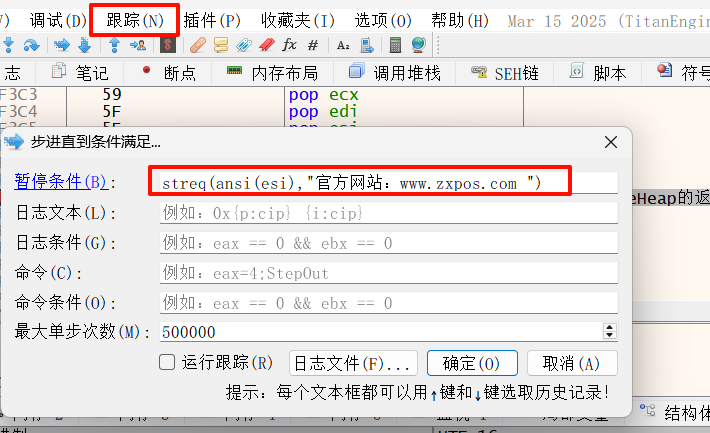 调试(D) 跟踪(N) 插件(P) 收藏夹(I) 选项(O) 帮助(H) Mar 15 2025 (TitanEngin
fx # A₂
志 笔记 断点 内存布局 调用堆栈 SEH链 脚本 符号
F3C3 59 pop ecx
F3C4 5F pop edi
步进直到条件满足...
暂停条件(B): streq(ansi(esi),"官方网站：www.zxpos.com ")
日志文本(L): 例如：0x{p:cip} {i:cip}
eHeap的返
日志条件(G): 例如：eax == 0 && ebx == 0
命令(C): 例如：eax=4;StepOut
命令条件(O): 例如：eax == 0 && ebx == 0
最大单步次数(M): 500000
运行跟踪(R) 日志文件(F)... 确定(O) 取消(A)
提示：每个文本框都可以用↑键和↓键选取历史记录!
结构体